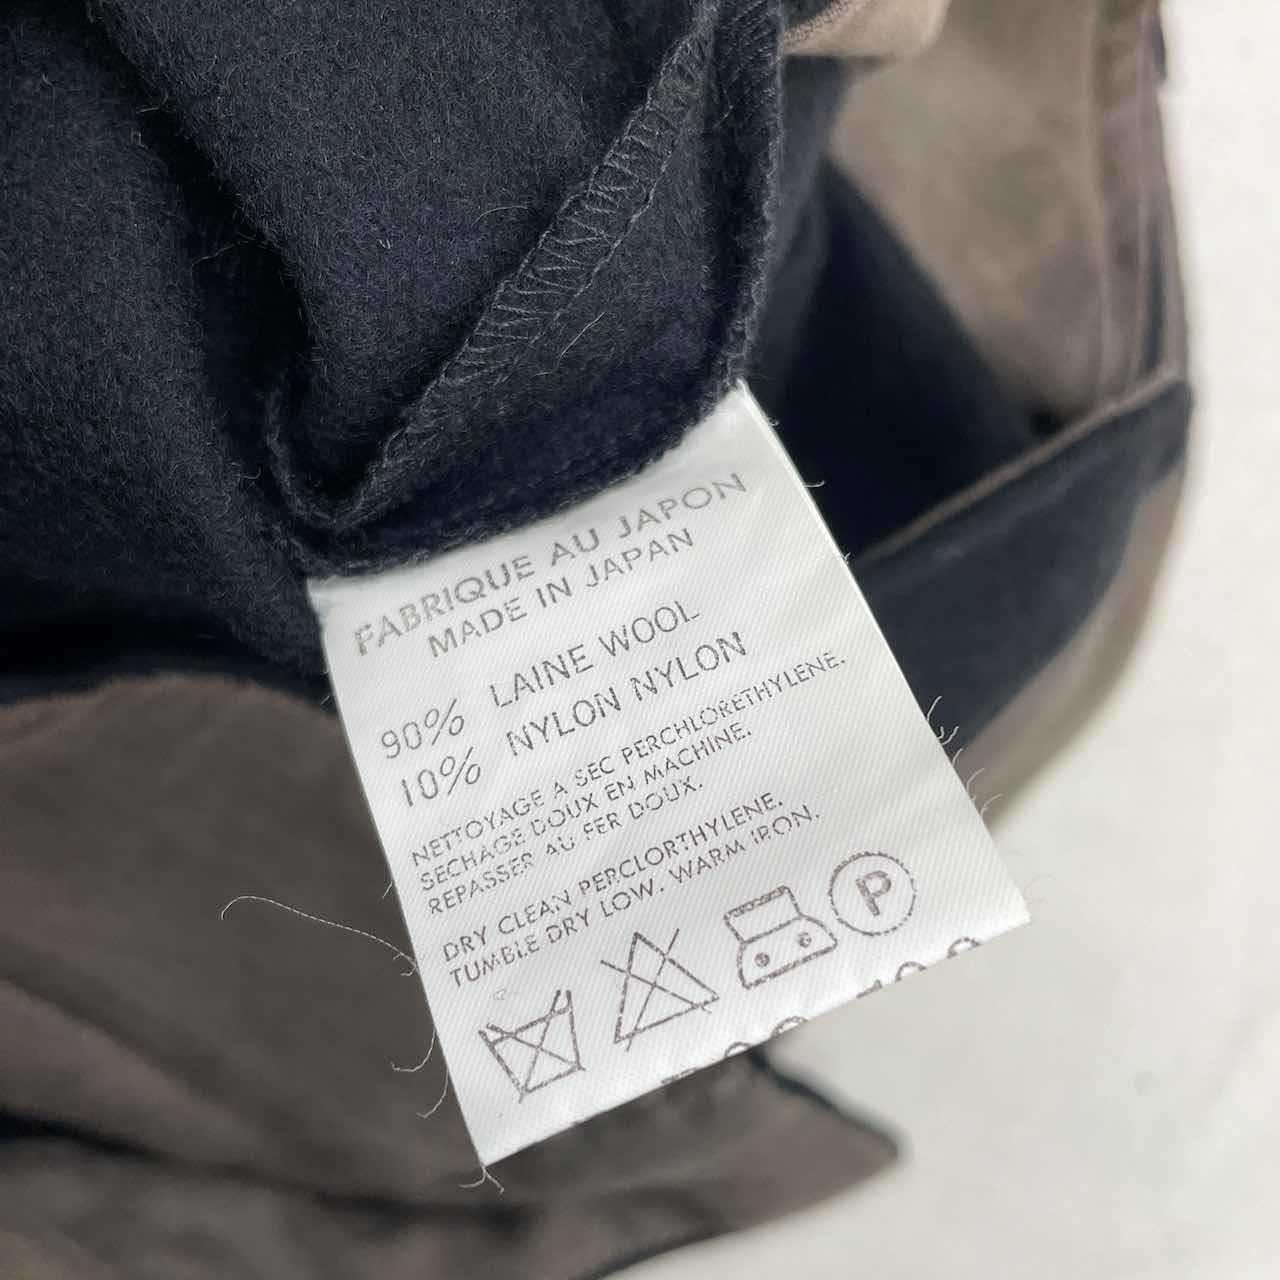 FABRIQUE AU JAPON
MADE IN JAPAN
90% LAINE WOOL
10% NYLON NYLON
NETTOYAGE A SEC PERCHLORETHYLENE.
SECHAGE DOUX EN MACHINE.
REPASSER AU FER DOUX.
DRY CLEAN PERCLORTHYLENE.
TUMBLE DRY LOW. WARM IRON.
P